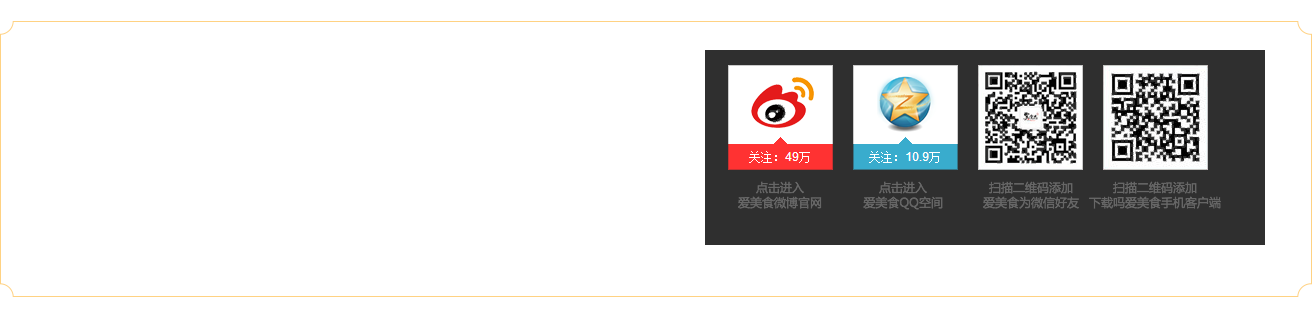 关注：49万
关注：10.9万
点击进入
爱美食微博官网
点击进入
爱美食QQ空间
扫描二维码添加
爱美食为微信好友
扫描二维码添加
下载吗爱美食手机客户端